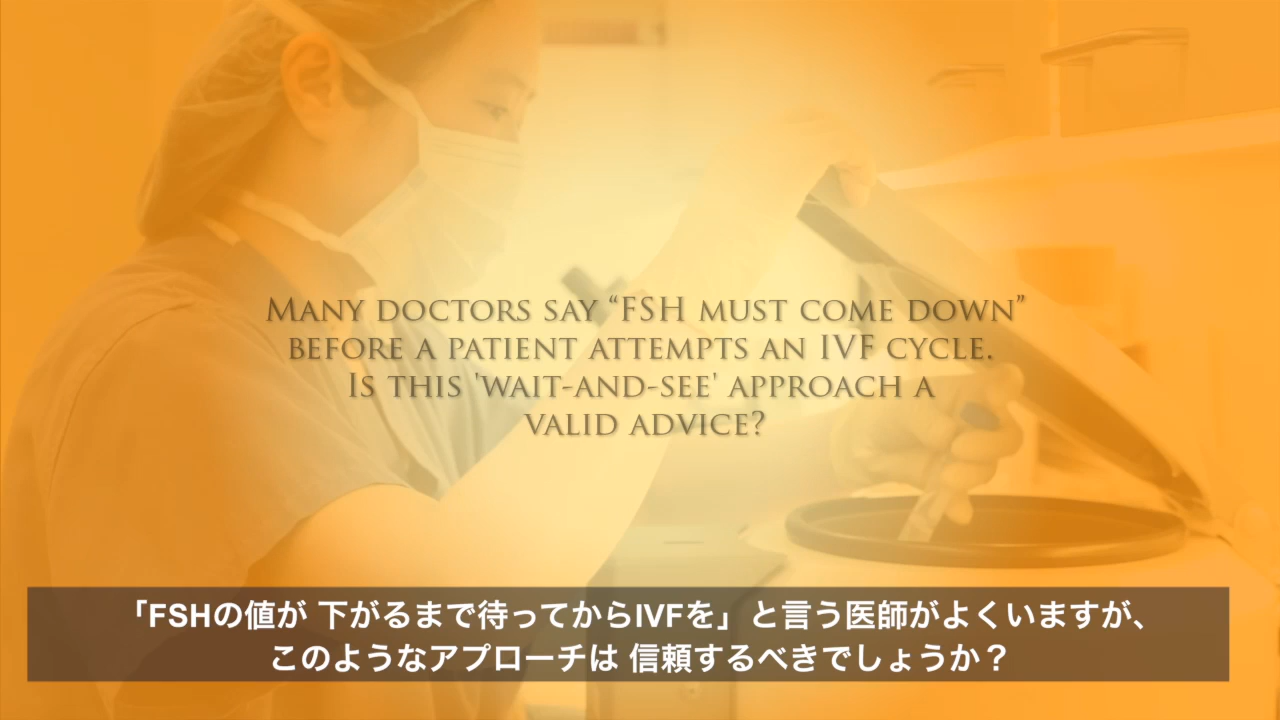 Many doctors say “FSH must come down”
before a patient attempts an IVF cycle.
Is this 'wait-and-see' approach a
valid advice?
「FSHの値が 下がるまで待ってからIVFを」と言う医師がよくいますが、
このようなアプローチは 信頼するべきでしょうか？